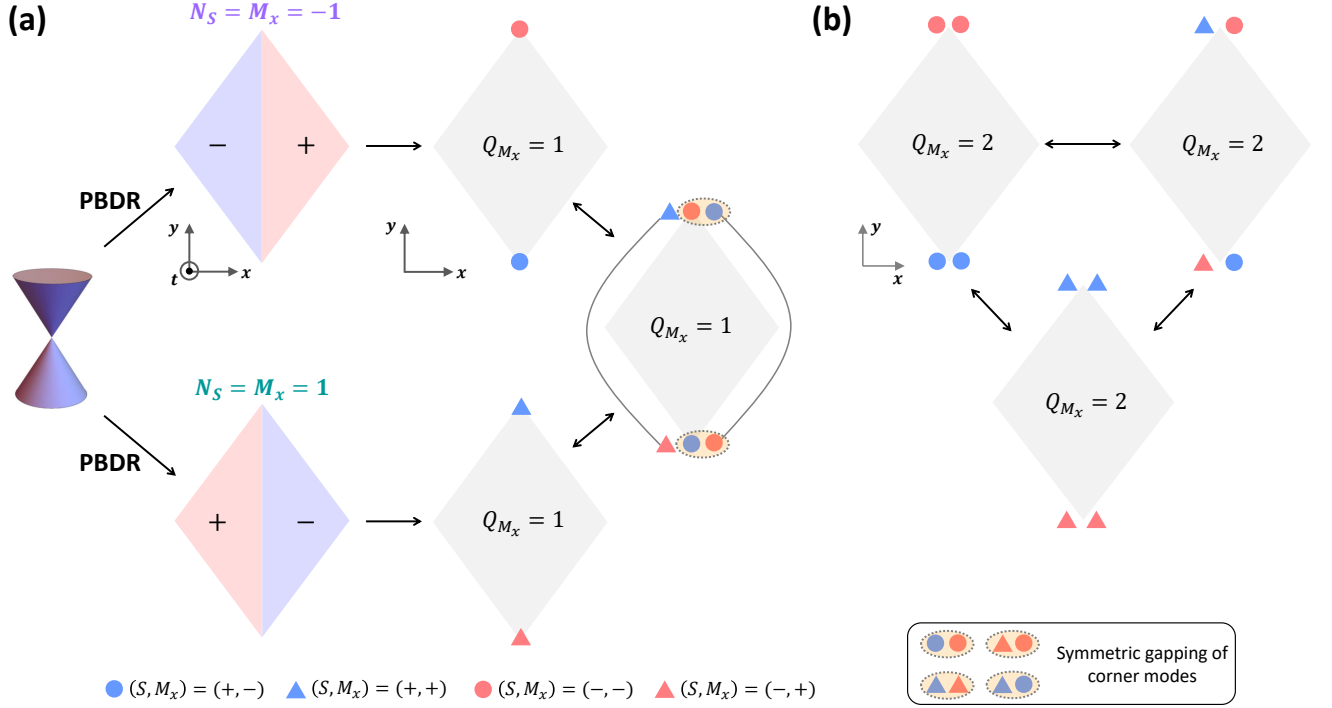 (a)
N_S = M_x = −1
−
+
Q_{M_x} = 1
PBDR
y
t
x
y
x
Q_{M_x} = 1
PBDR
N_S = M_x = 1
+
−
Q_{M_x} = 1
(S, M_x) = (+, −)
(S, M_x) = (+, +)
(S, M_x) = (−, −)
(S, M_x) = (−, +)
(b)
Q_{M_x} = 2
Q_{M_x} = 2
y
x
Q_{M_x} = 2
Symmetric gapping of
corner modes